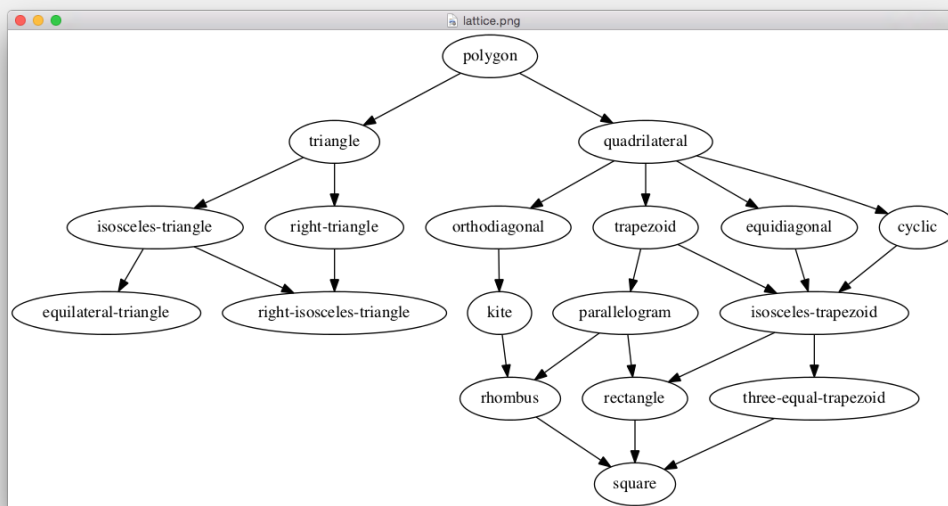 lattice.png
polygon
triangle
quadrilateral
isosceles-triangle
right-triangle
orthodiagonal
trapezoid
equidiagonal
cyclic
equilateral-triangle
right-isosceles-triangle
kite
parallelogram
isosceles-trapezoid
rhombus
rectangle
three-equal-trapezoid
square